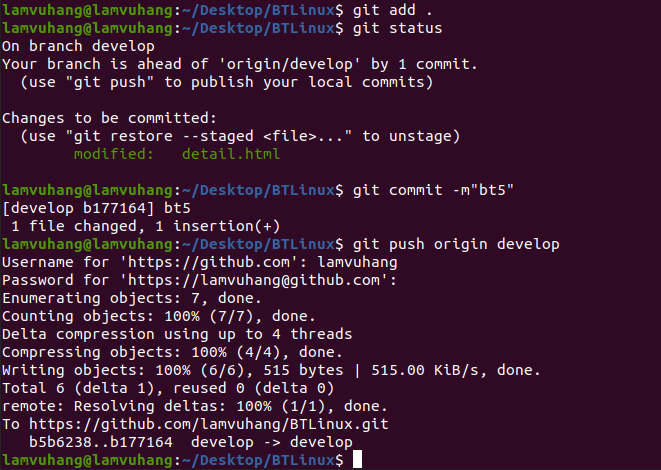 lamvuhang@lamvuhang:~/Desktop/BTLinux$ git add .
lamvuhang@lamvuhang:~/Desktop/BTLinux$ git status
On branch develop
Your branch is ahead of 'origin/develop' by 1 commit.
  (use "git push" to publish your local commits)

Changes to be committed:
  (use "git restore --staged <file>..." to unstage)
        modified:   detail.html

lamvuhang@lamvuhang:~/Desktop/BTLinux$ git commit -m"bt5"
[develop b177164] bt5
 1 file changed, 1 insertion(+)
lamvuhang@lamvuhang:~/Desktop/BTLinux$ git push origin develop
Username for 'https://github.com': lamvuhang
Password for 'https://lamvuhang@github.com':
Enumerating objects: 7, done.
Counting objects: 100% (7/7), done.
Delta compression using up to 4 threads
Compressing objects: 100% (4/4), done.
Writing objects: 100% (6/6), 515 bytes | 515.00 KiB/s, done.
Total 6 (delta 1), reused 0 (delta 0)
remote: Resolving deltas: 100% (1/1), done.
To https://github.com/lamvuhang/BTLinux.git
   b5b6238..b177164  develop -> develop
lamvuhang@lamvuhang:~/Desktop/BTLinux$